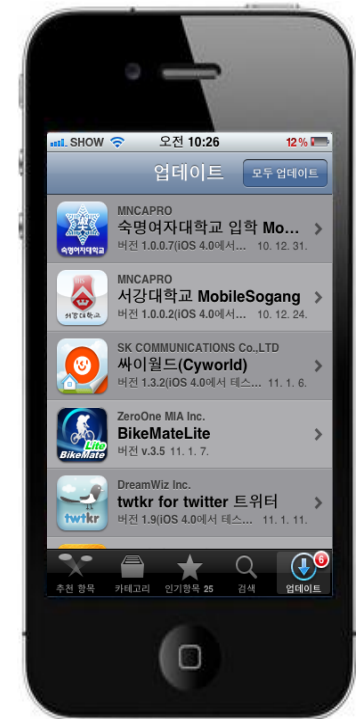 SHOW 오전 10:26 12%
업데이트 모두 업데이트
MNCAPRO
숙명여자대학교 입학 Mo...
버전 1.0.0.7(iOS 4.0에서... 10. 12. 31.
숙명여자대학교
MNCAPRO
서강대학교 MobileSogang
버전 1.0.0.2(iOS 4.0에서... 10. 12. 24.
서강대학교
SK COMMUNICATIONS Co.,LTD
싸이월드(Cyworld)
버전 1.3.2(iOS 4.0에서 테스... 11. 1. 6.
ZeroOne MIA Inc.
BikeMateLite
버전 v.3.5 11. 1. 7.
Lite
BikeMate
DreamWiz Inc.
twtkr for twitter 트위터
버전 1.9(iOS 4.0에서 테스... 11. 1. 11.
twtkr
6
추천 항목 카테고리 인기항목 25 검색 업데이트